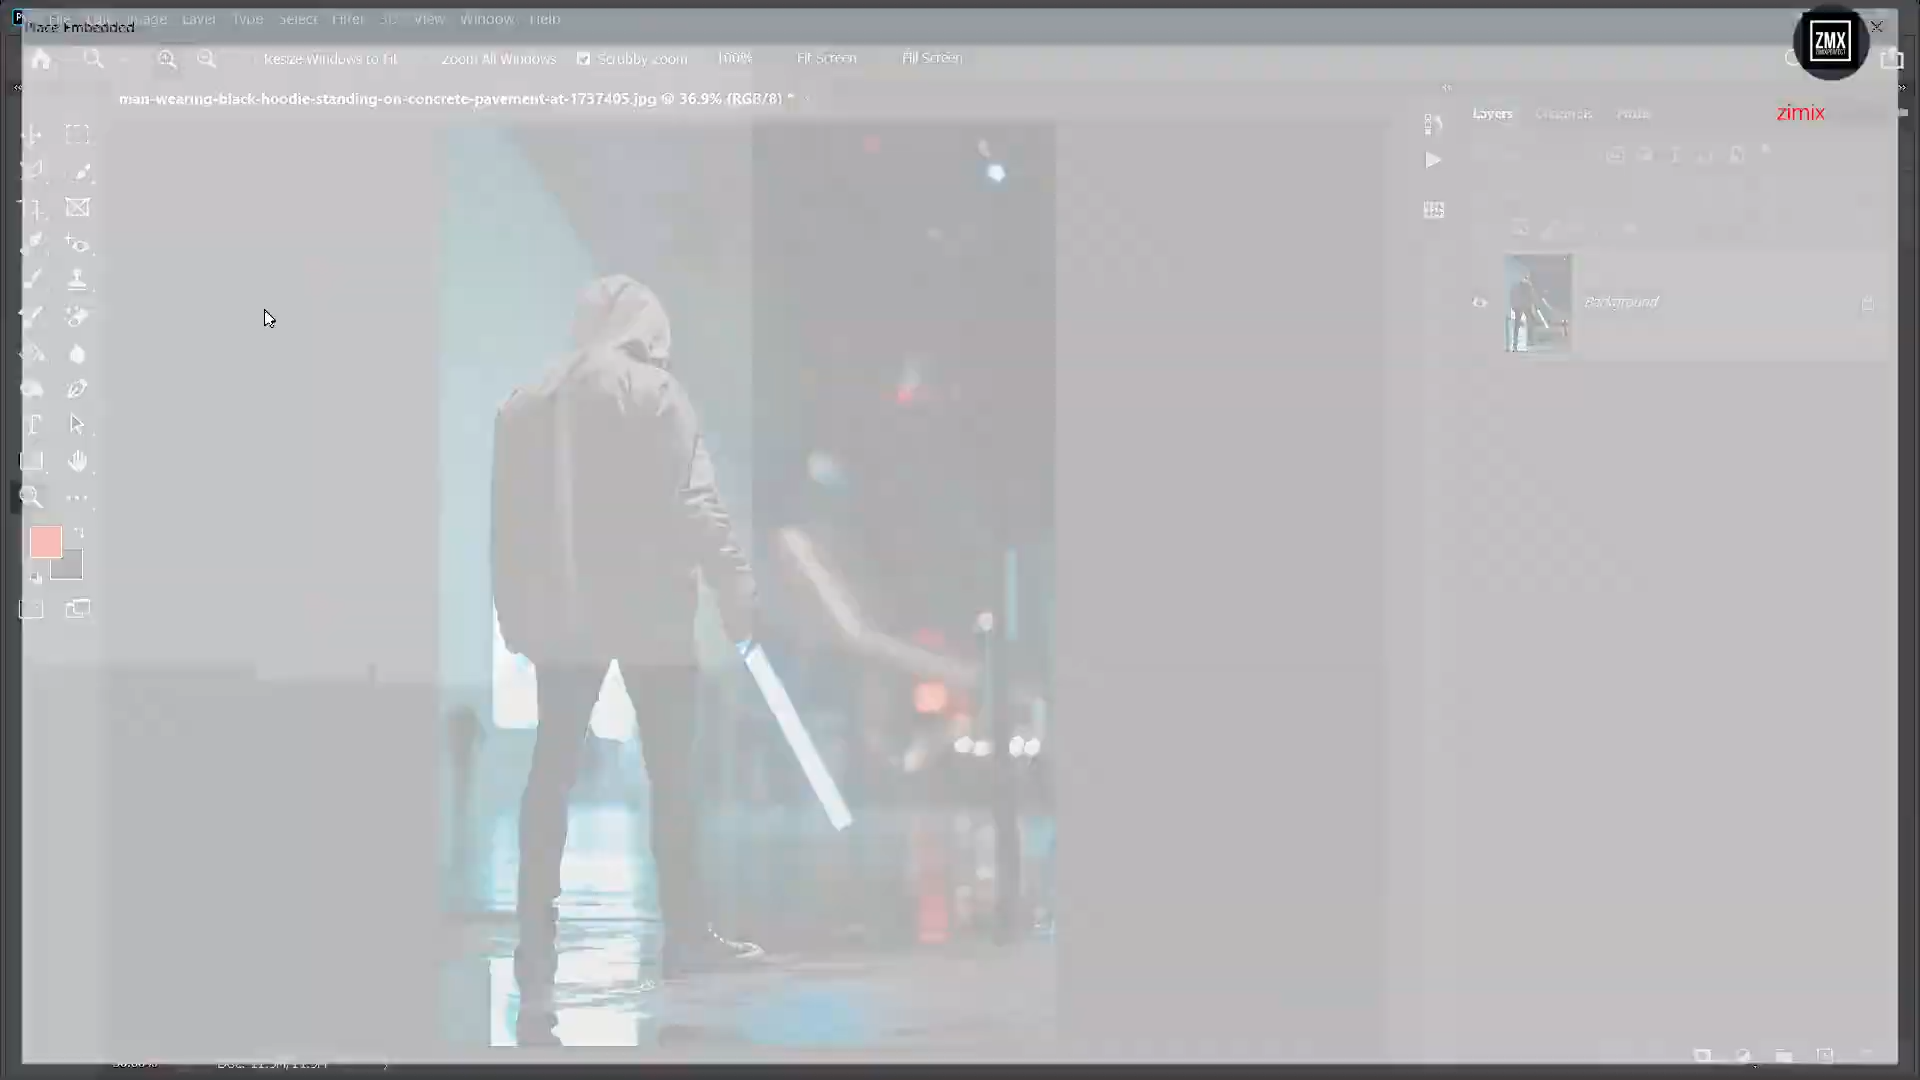 File Edit Image Layer Type Select Filter 3D View Window Help
Place Embedded
ZMX
Resize Windows to Fit Zoom All Windows Scrubby Zoom 100% Fit Screen Fill Screen
man-wearing-black-hoodie-standing-on-concrete-pavement-at-1737405.jpg @ 36.9% (RGB/8) *
Layers Channels Paths
zimix
Background